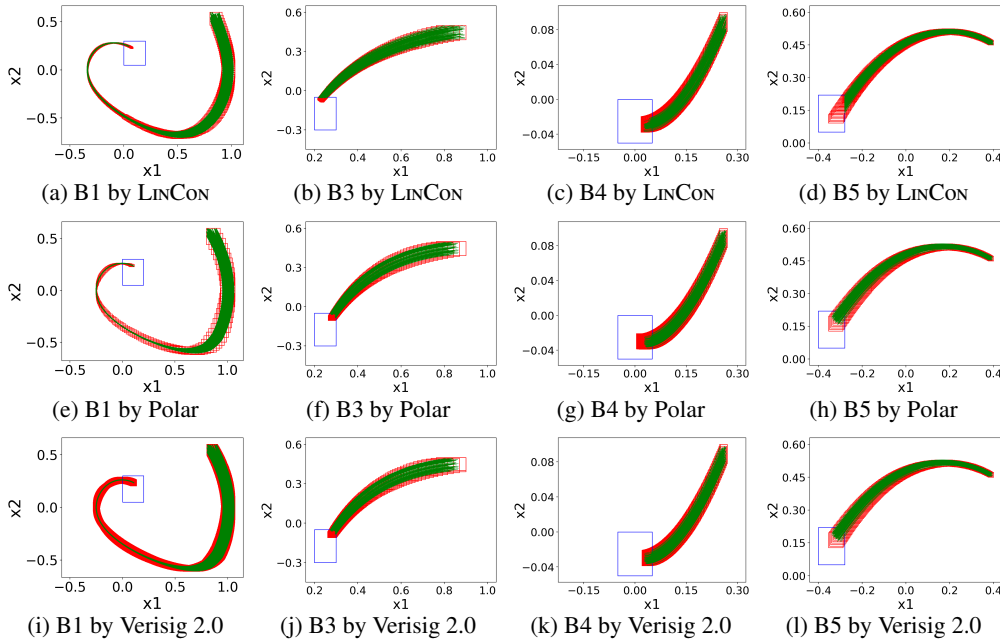 x2
0.5
0.0
−0.5
−0.5 0.0 0.5 1.0
x1
(a) B1 by LINCON
x2
0.6
0.3
0.0
−0.3
0.2 0.4 0.6 0.8 1.0
x1
(b) B3 by LINCON
x2
0.08
0.04
0.00
−0.04
−0.15 0.00 0.15 0.30
x1
(c) B4 by LINCON
x2
0.60
0.45
0.30
0.15
0.00
−0.4 −0.2 0.0 0.2 0.4
x1
(d) B5 by LINCON
x2
0.5
0.0
−0.5
−0.5 0.0 0.5 1.0
x1
(e) B1 by Polar
x2
0.6
0.3
0.0
−0.3
0.2 0.4 0.6 0.8 1.0
x1
(f) B3 by Polar
x2
0.08
0.04
0.00
−0.04
−0.15 0.00 0.15 0.30
x1
(g) B4 by Polar
x2
0.60
0.45
0.30
0.15
0.00
−0.4 −0.2 0.0 0.2 0.4
x1
(h) B5 by Polar
x2
0.5
0.0
−0.5
−0.5 0.0 0.5 1.0
x1
(i) B1 by Verisig 2.0
x2
0.6
0.3
0.0
−0.3
0.2 0.4 0.6 0.8 1.0
x1
(j) B3 by Verisig 2.0
x2
0.08
0.04
0.00
−0.04
−0.15 0.00 0.15 0.30
x1
(k) B4 by Verisig 2.0
x2
0.60
0.45
0.30
0.15
0.00
−0.4 −0.2 0.0 0.2 0.4
x1
(l) B5 by Verisig 2.0